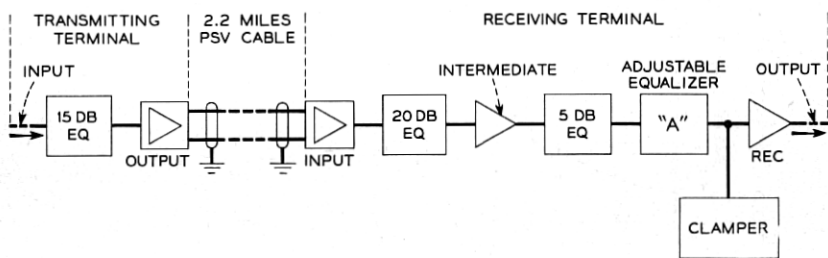 TRANSMITTING
TERMINAL
2.2 MILES
PSV CABLE
RECEIVING TERMINAL
INPUT
INTERMEDIATE
ADJUSTABLE
EQUALIZER
OUTPUT
15 DB
EQ
20 DB
EQ
5 DB
EQ
"A"
OUTPUT
INPUT
REC
CLAMPER